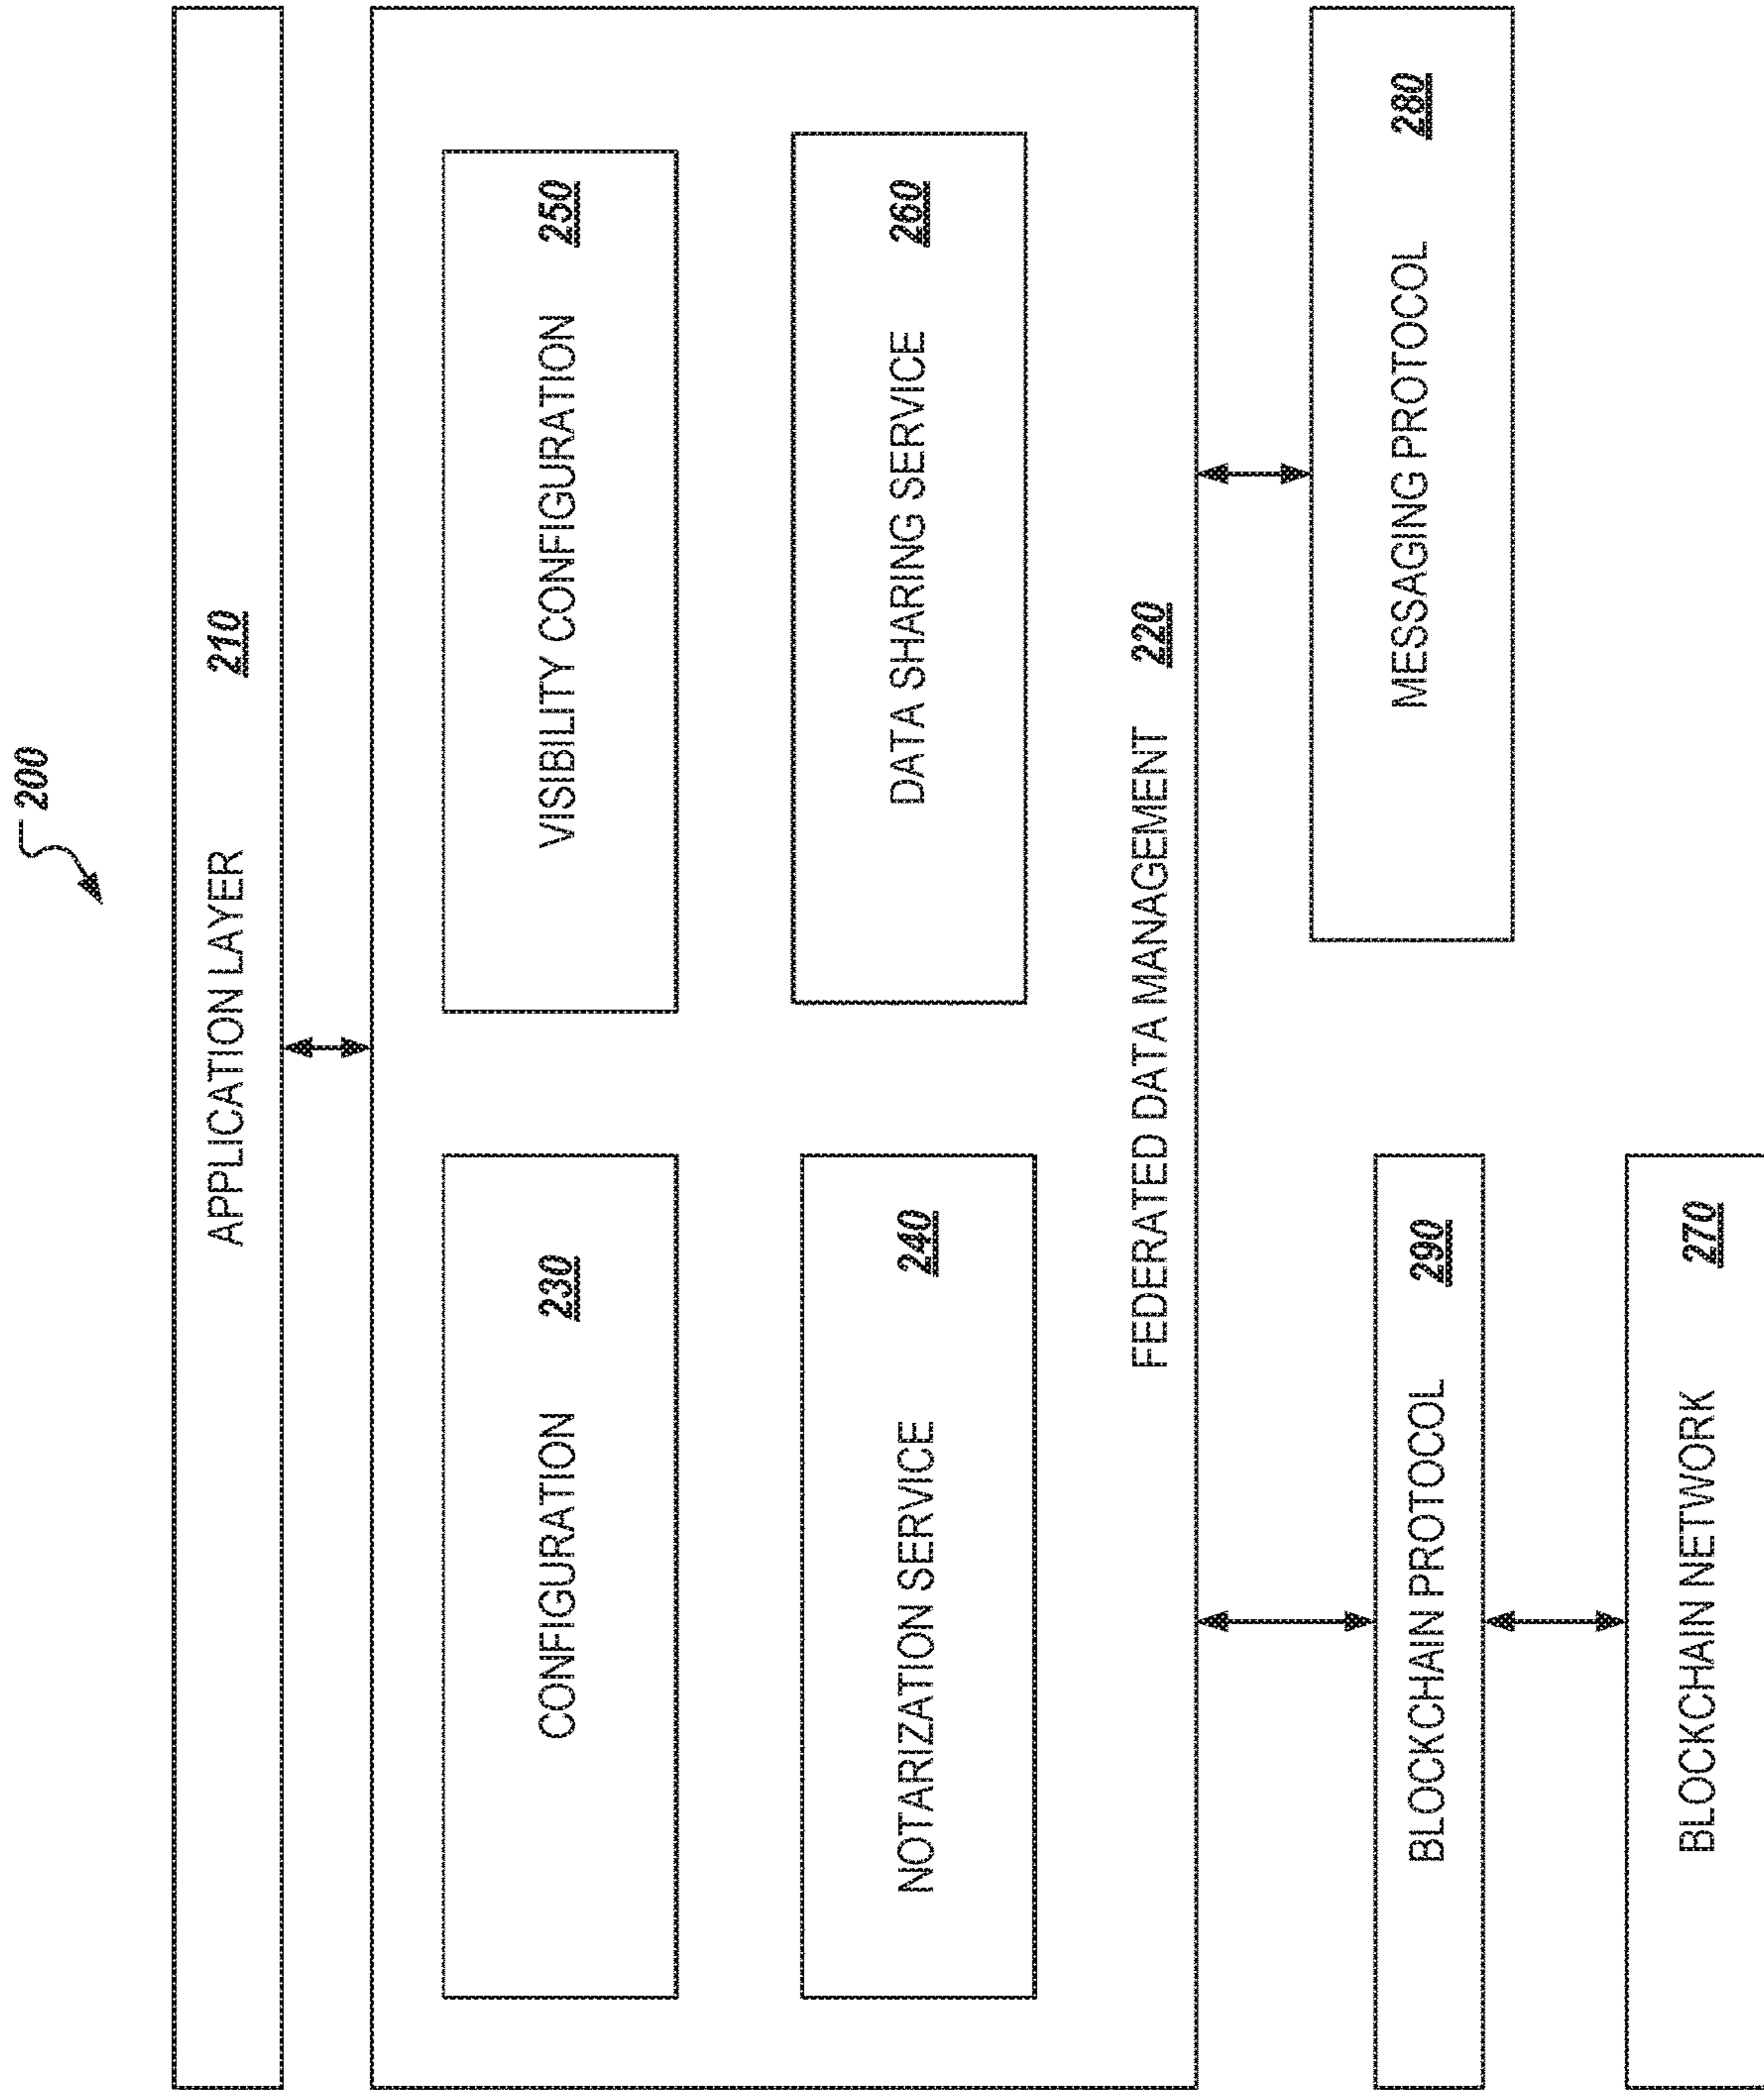 200
APPLICATION LAYER 210
CONFIGURATION 230
VISIBILITY CONFIGURATION 250
NOTARIZATION SERVICE 240
DATA SHARING SERVICE 260
FEDERATED DATA MANAGEMENT 220
BLOCKCHAIN PROTOCOL 290
MESSAGING PROTOCOL 280
BLOCKCHAIN NETWORK 270